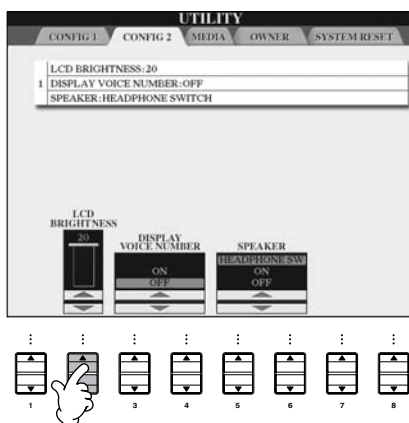 UTILITY
CONFIG 1 CONFIG 2 MEDIA OWNER SYSTEM RESET
LCD BRIGHTNESS:20
1 DISPLAY VOICE NUMBER:OFF
SPEAKER:HEADPHONE SWITCH
LCD
BRIGHTNESS
20
DISPLAY
VOICE NUMBER
ON
OFF
SPEAKER
HEADPHONE SW
ON
OFF
1 3 4 5 6 7 8